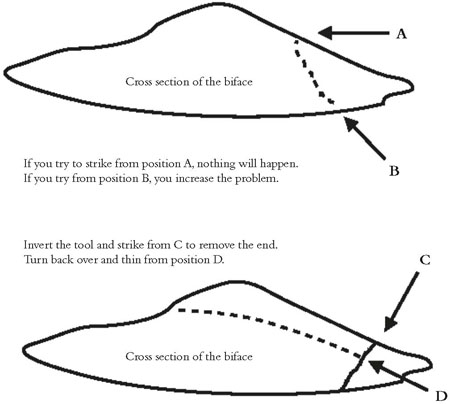 A
Cross section of the biface
B
If you try to strike from position A, nothing will happen.
If you try from position B, you increase the problem.
Invert the tool and strike from C to remove the end.
Turn back over and thin from position D.
C
Cross section of the biface
D